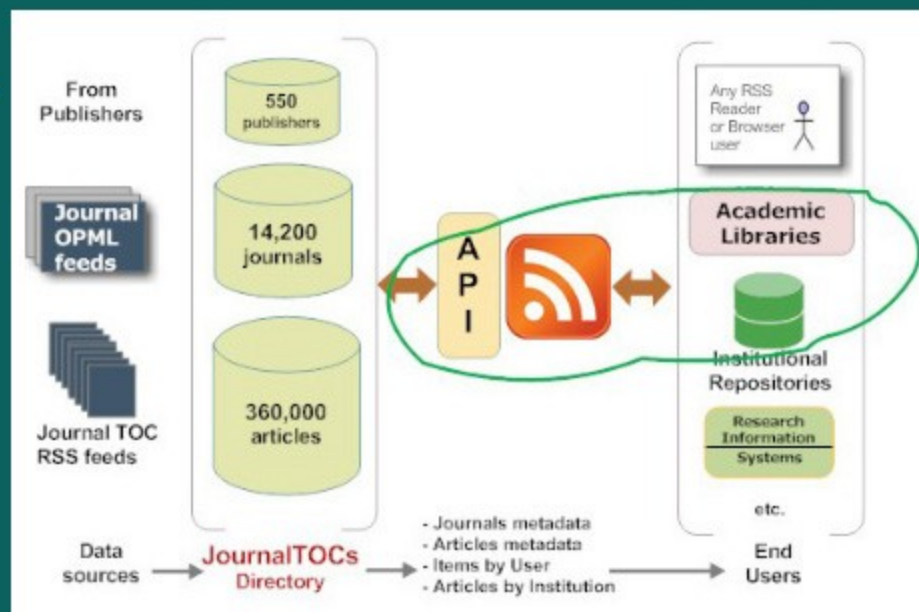 From
Publishers
Journal
OPML
feeds
Journal TOC
RSS feeds
Data
sources
550
publishers
14,200
journals
360,000
articles
JournalTOCs
Directory
A
P
I
- Journals metadata
- Articles metadata
- Items by User
- Articles by Institution
Any RSS
Reader
or Browser
user
Academic
Libraries
Institutional
Repositories
Research
Information
Systems
etc.
End
Users